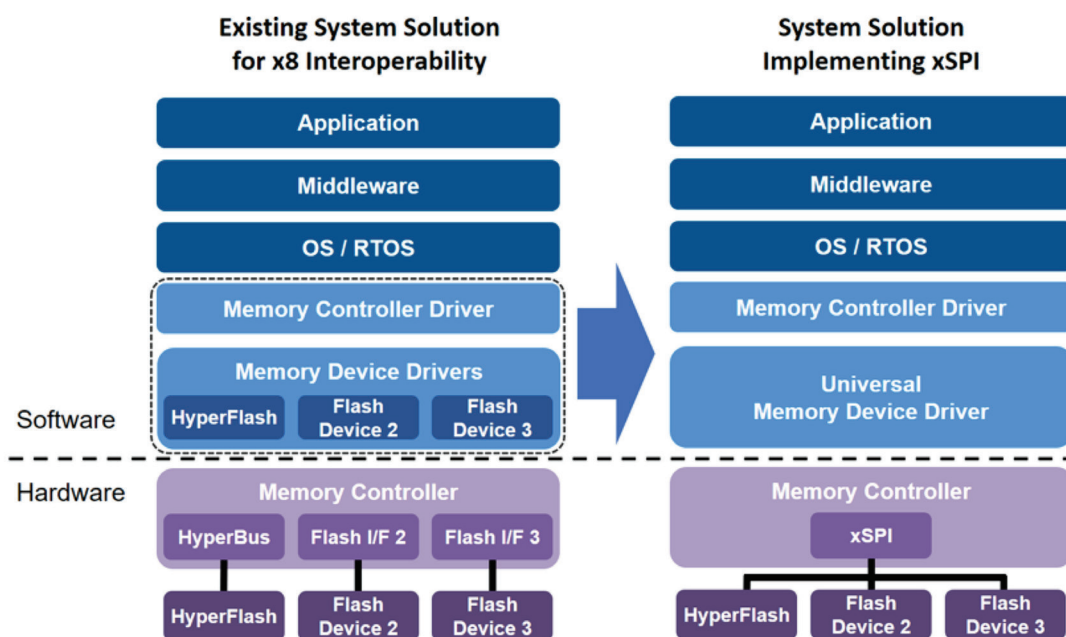 Existing System Solution
for x8 Interoperability
Application
Middleware
OS / RTOS
Memory Controller Driver
Memory Device Drivers
HyperFlash
Flash
Device 2
Flash
Device 3
Software
Hardware
Memory Controller
HyperBus
Flash I/F 2
Flash I/F 3
HyperFlash
Flash
Device 2
Flash
Device 3
System Solution
Implementing xSPI
Application
Middleware
OS / RTOS
Memory Controller Driver
Universal
Memory Device Driver
Memory Controller
xSPI
HyperFlash
Flash
Device 2
Flash
Device 3